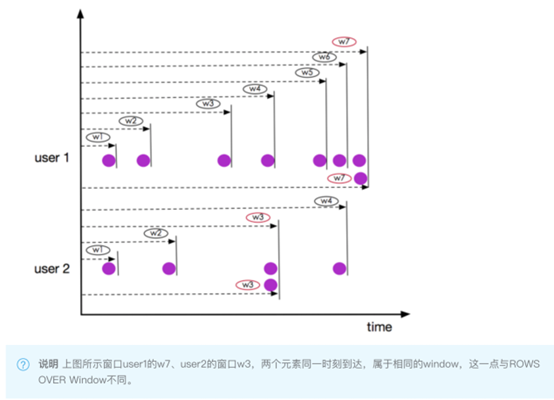 w7
w6
w5
w4
w3
w2
w1
user 1
w7
w4
w3
w2
w1
user 2
w3
time
说明 上图所示窗口user1的w7、user2的窗口w3，两个元素同一时刻到达，属于相同的window，这一点与ROWS
OVER Window不同。